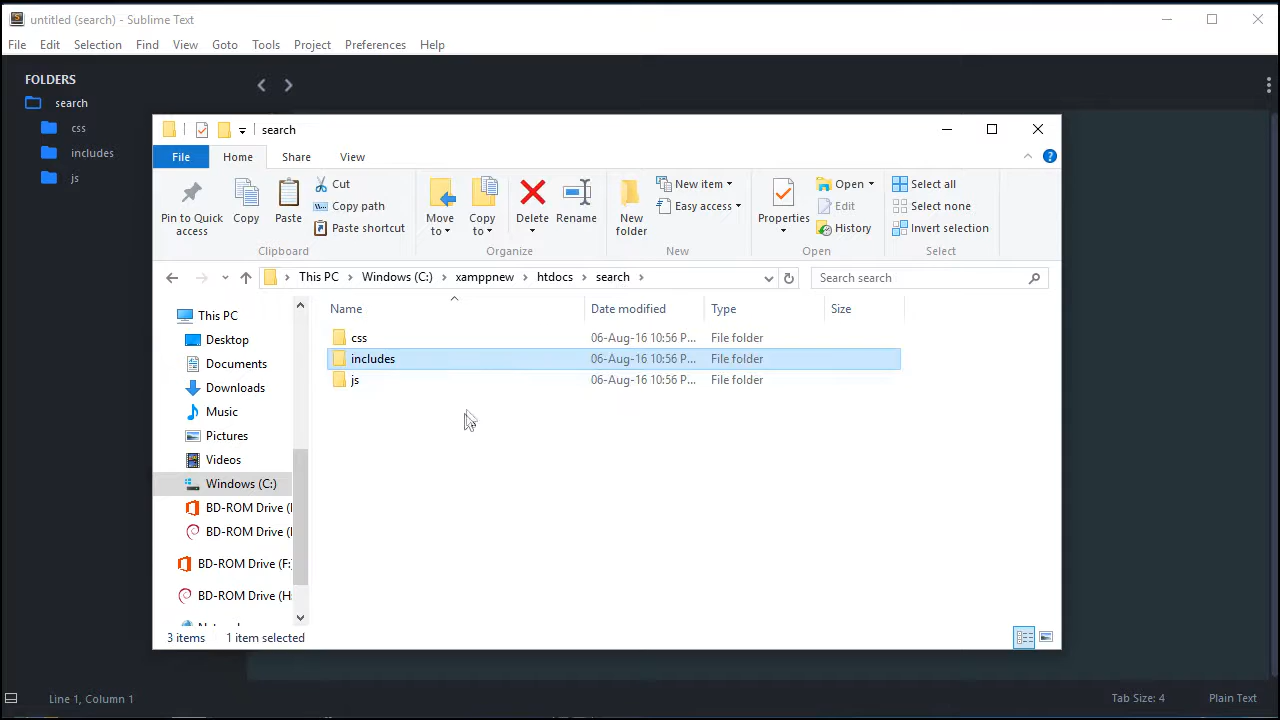 untitled (search) - Sublime Text
File Edit Selection Find View Goto Tools Project Preferences Help
FOLDERS
search
css
includes
js
search
File Home Share View
Pin to Quick access
Copy
Paste
Cut
Copy path
Paste shortcut
Clipboard
Move to
Copy to
Delete
Rename
Organize
New folder
New item
Easy access
New
Properties
Open
Edit
History
Open
Select all
Select none
Invert selection
Select
This PC Windows (C:) xamppnew htdocs search
Search search
This PC
Desktop
Documents
Downloads
Music
Pictures
Videos
Windows (C:)
BD-ROM Drive (
BD-ROM Drive (
BD-ROM Drive (F:
BD-ROM Drive (H:
Name Date modified Type Size
css 06-Aug-16 10:56 P... File folder
includes 06-Aug-16 10:56 P... File folder
js 06-Aug-16 10:56 P... File folder
3 items 1 item selected
Line 1, Column 1
Tab Size: 4 Plain Text